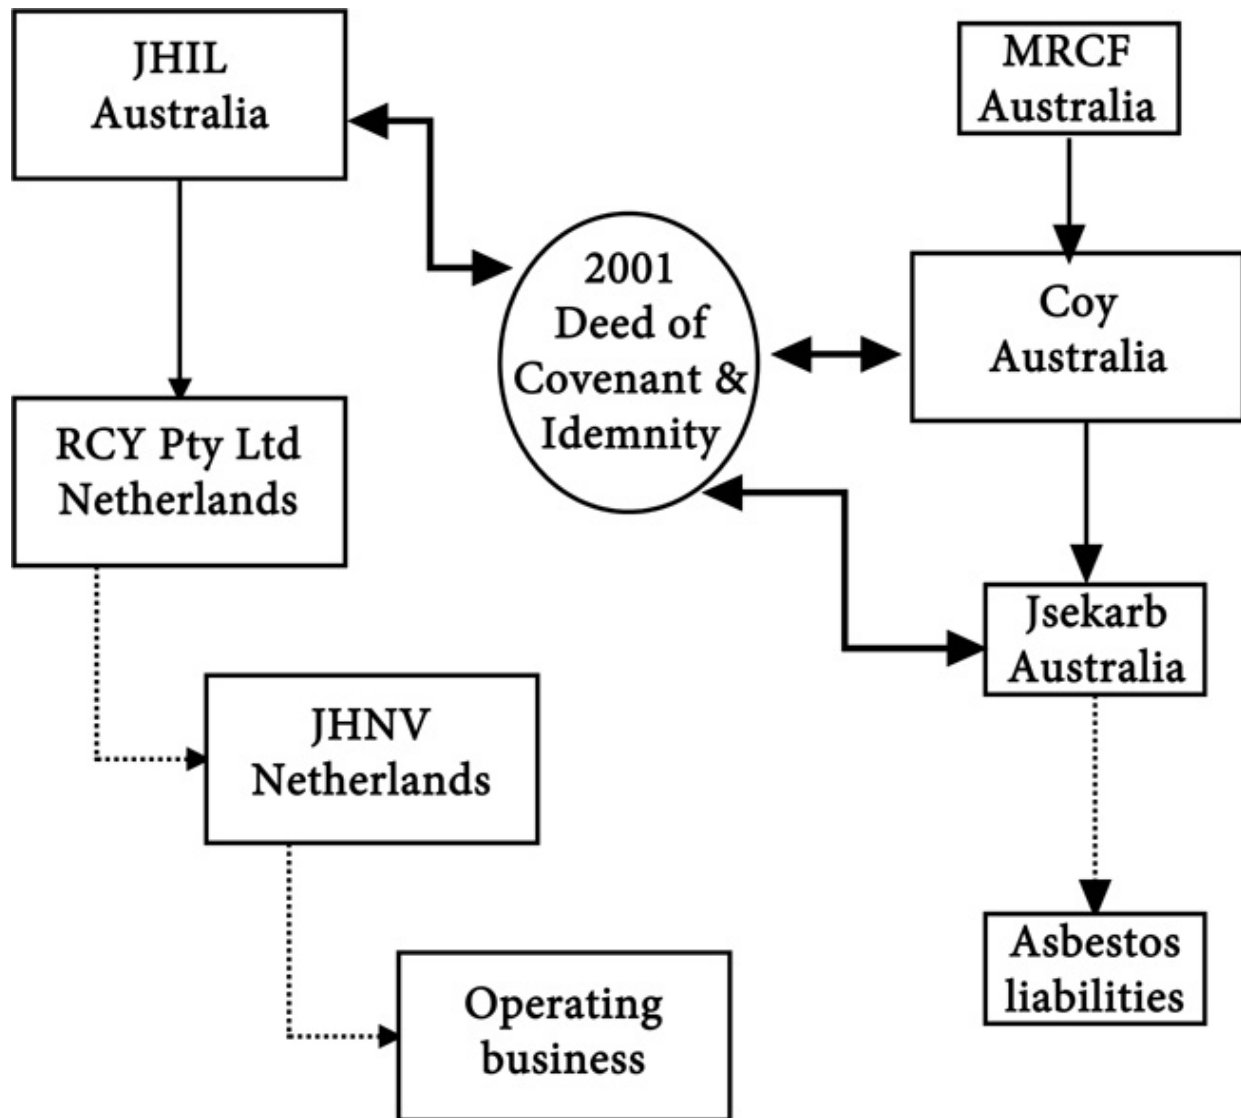 JHIL
Australia
MRCF
Australia
2001
Deed of
Covenant &
Idemnity
Coy
Australia
RCY Pty Ltd
Netherlands
Jsekarb
Australia
JHNV
Netherlands
Asbestos
liabilities
Operating
business